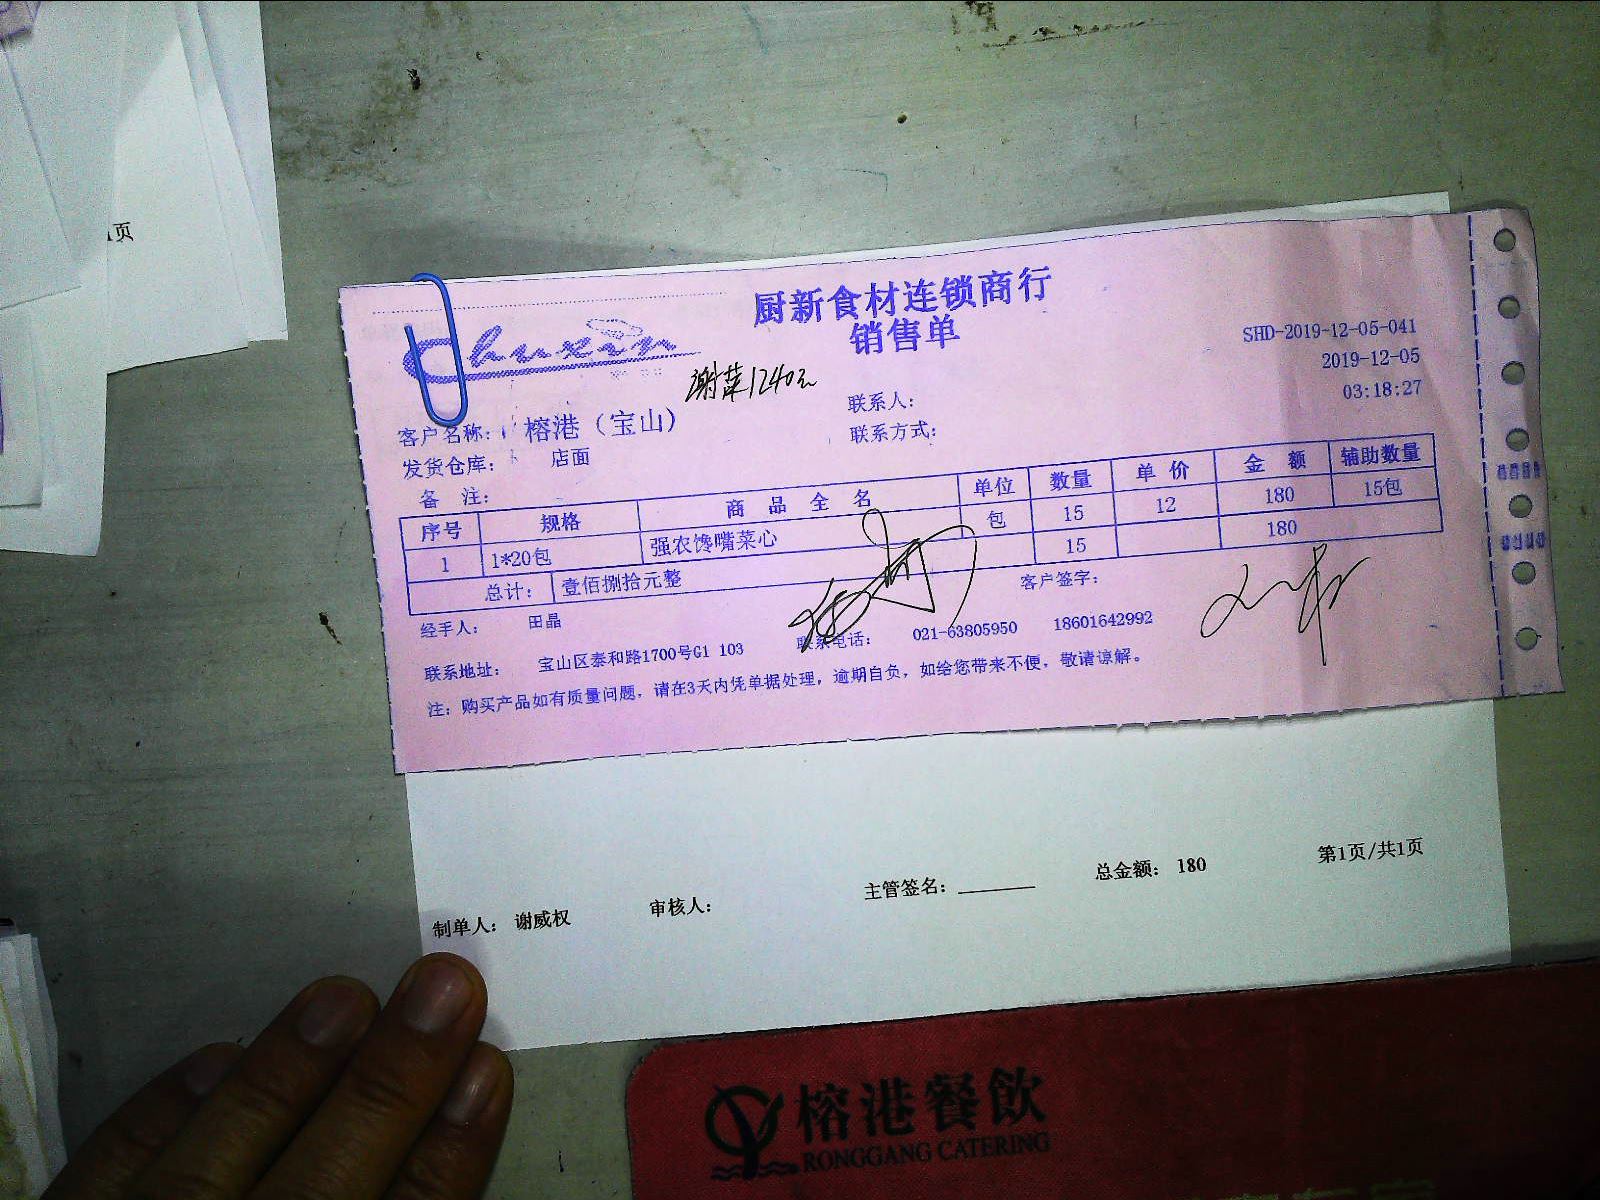 1页
厨新食材连锁商行
销售单
Chuxin
SHD-2019-12-05-041
2019-12-05
03:18:27
谢菜1240元
客户名称: 榕港（宝山）
联系人:
发货仓库: 店面
联系方式:
备 注:
序号 规格 商 品 全 名 单位 数量 单 价 金 额 辅助数量
1 1*20包 强农馋嘴菜心 包 15 12 180 15包
总计: 壹佰捌拾元整 15 180
经手人: 田晶
客户签字:
联系地址: 宝山区泰和路1700号G1 103 联系电话: 021-63805950 18601642992
注: 购买产品如有质量问题, 请在3天内凭单据处理, 逾期自负, 如给您带来不便, 敬请谅解。
制单人: 谢威权 审核人: 主管签名:________ 总金额: 180 第1页/共1页
榕港餐飲
RONGGANG CATERING